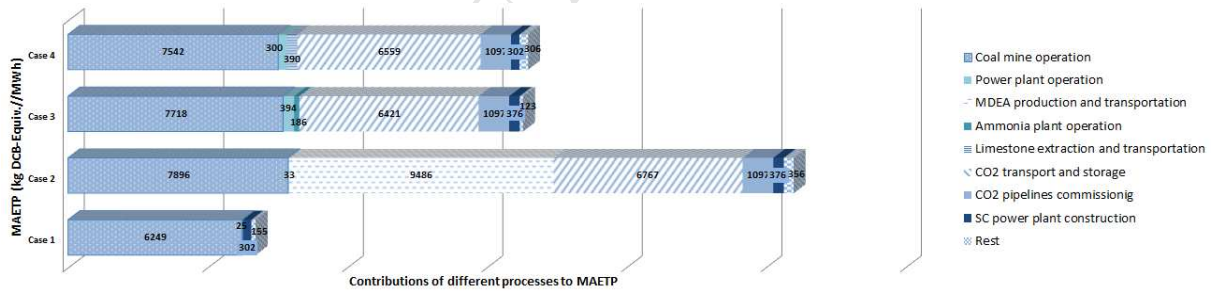 MAETP (kg DCB-Equiv.//MWh)
Case 4
7542
300
390
6559
1097
302
306
Case 3
7718
394
186
6421
1097
376
123
Case 2
7896
33
9486
6767
1097
376
356
Case 1
6249
25
302
155
Contributions of different processes to MAETP
Coal mine operation
Power plant operation
MDEA production and transportation
Ammonia plant operation
Limestone extraction and transportation
CO2 transport and storage
CO2 pipelines commissionig
SC power plant construction
Rest